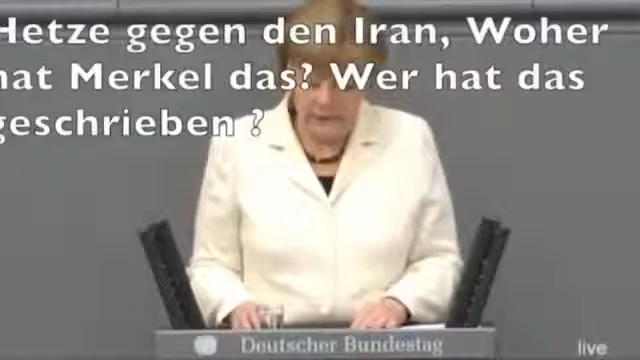 Hetze gegen den Iran, Woher
hat Merkel das? Wer hat das
geschrieben ?
Deutscher Bundestag
live